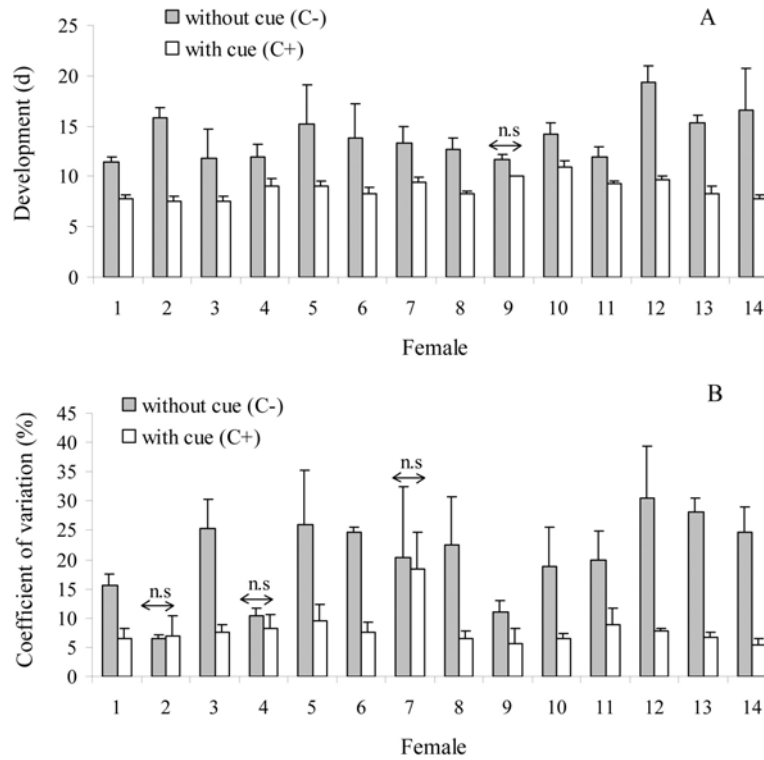 without cue (C-)
with cue (C+)
A
Development (d)
25
20
15
10
5
0
n.s
1 2 3 4 5 6 7 8 9 10 11 12 13 14
Female
without cue (C-)
with cue (C+)
B
Coefficient of variation (%)
45
40
35
30
25
20
15
10
5
0
n.s
n.s
n.s
1 2 3 4 5 6 7 8 9 10 11 12 13 14
Female